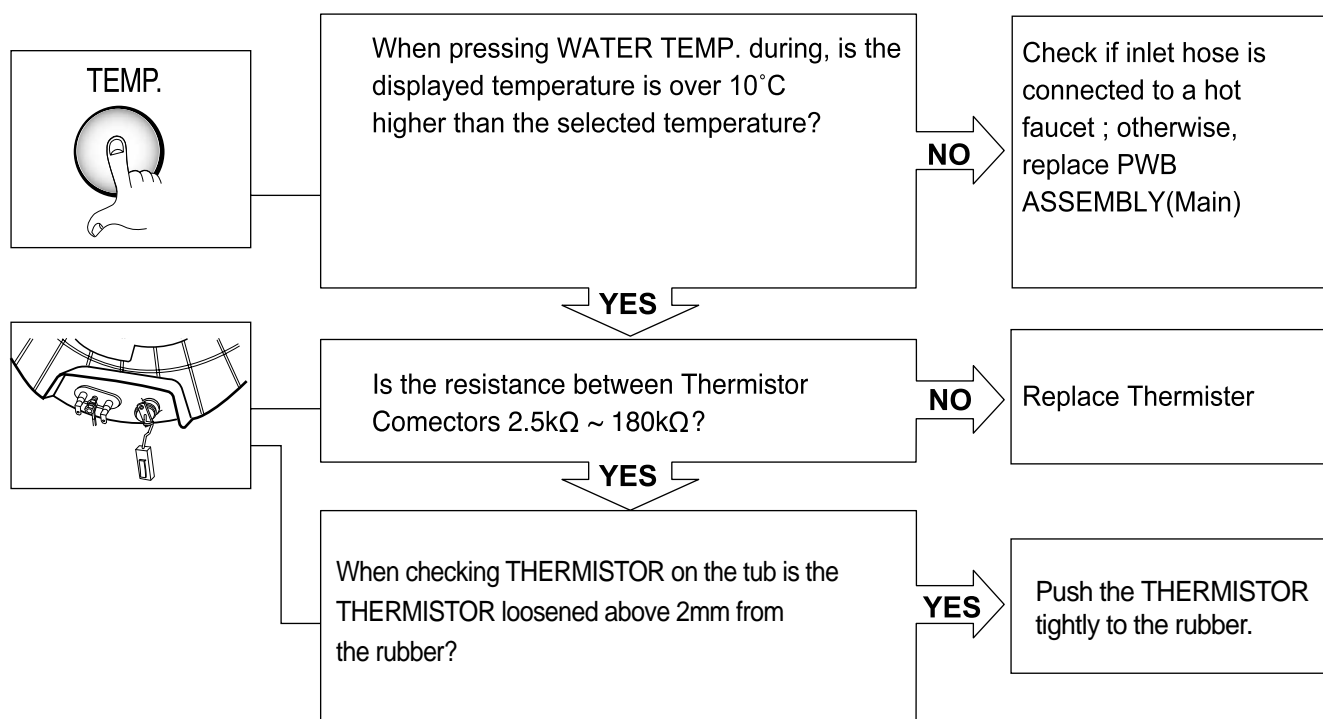 TEMP.
When pressing WATER TEMP. during, is the
displayed temperature is over 10˚C
higher than the selected temperature?
NO
Check if inlet hose is
connected to a hot
faucet ; otherwise,
replace PWB
ASSEMBLY(Main)
YES
Is the resistance between Thermistor
Comectors 2.5kΩ ~ 180kΩ?
NO
Replace Thermister
YES
When checking THERMISTOR on the tub is the
THERMISTOR loosened above 2mm from
the rubber?
YES
Push the THERMISTOR
tightly to the rubber.